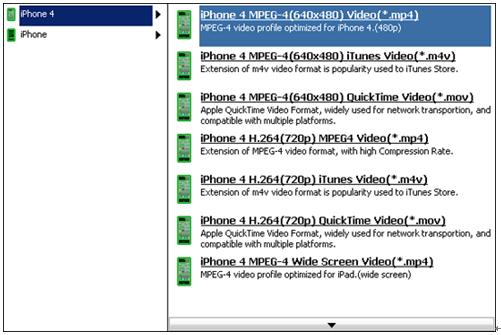 iPhone 4
iPhone
iPhone 4 MPEG-4(640x480) Video(*.mp4)
MPEG-4 video profile optimized for iPhone 4.(480p)
iPhone 4 MPEG-4(640x480) iTunes Video(*.m4v)
Extension of m4v video format is popularity used to iTunes Store.
iPhone 4 MPEG-4(640x480) QuickTime Video(*.mov)
Apple QuickTime Video Format, widely used for network transportion, and
compatible with multiple platforms.
iPhone 4 H.264(720p) MPEG4 Video(*.mp4)
Extension of MPEG-4 video format, with high Compression Rate.
iPhone 4 H.264(720p) iTunes Video(*.m4v)
Extension of m4v video format is popularity used to iTunes Store.
iPhone 4 H.264(720p) QuickTime Video(*.mov)
Apple QuickTime Video Format, widely used for network transportion, and
compatible with multiple platforms.
iPhone 4 MPEG-4 Wide Screen Video(*.mp4)
MPEG-4 video profile optimized for iPad.(wide screen)